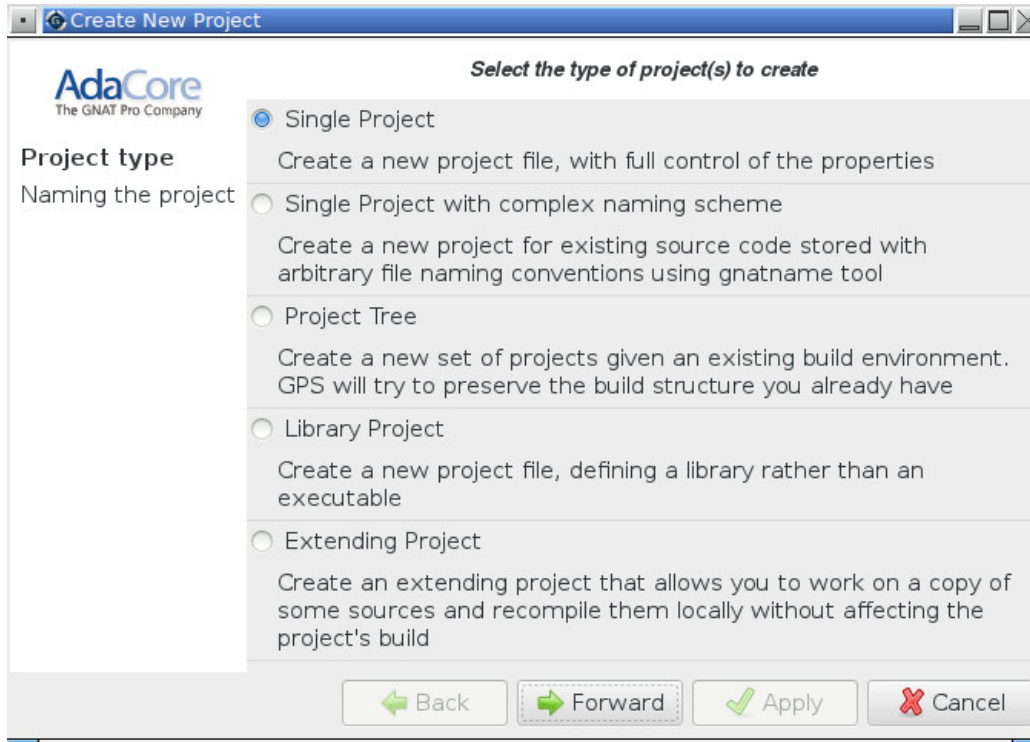 Create New Project
AdaCore
The GNAT Pro Company
Project type
Naming the project
Select the type of project(s) to create
Single Project
Create a new project file, with full control of the properties
Single Project with complex naming scheme
Create a new project for existing source code stored with
arbitrary file naming conventions using gnatname tool
Project Tree
Create a new set of projects given an existing build environment.
GPS will try to preserve the build structure you already have
Library Project
Create a new project file, defining a library rather than an
executable
Extending Project
Create an extending project that allows you to work on a copy of
some sources and recompile them locally without affecting the
project's build
Back
Forward
Apply
Cancel